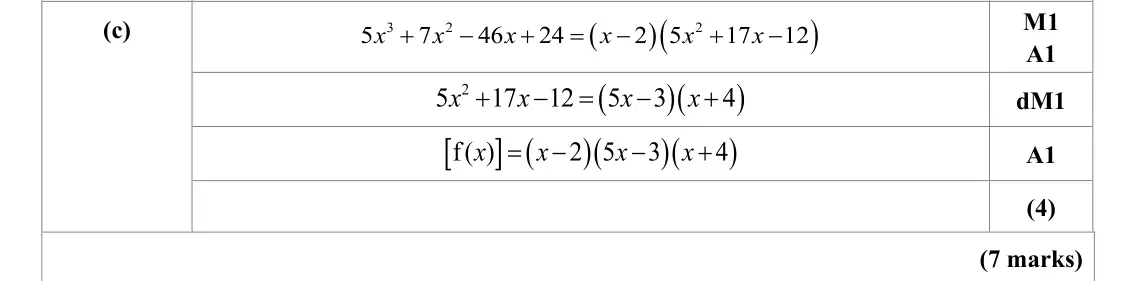 (c)
5x³ + 7x² − 46x + 24 = (x − 2)(5x² + 17x − 12)
M1
A1
5x² + 17x − 12 = (5x − 3)(x + 4)
dM1
[f(x)] = (x − 2)(5x − 3)(x + 4)
A1
(4)
(7 marks)